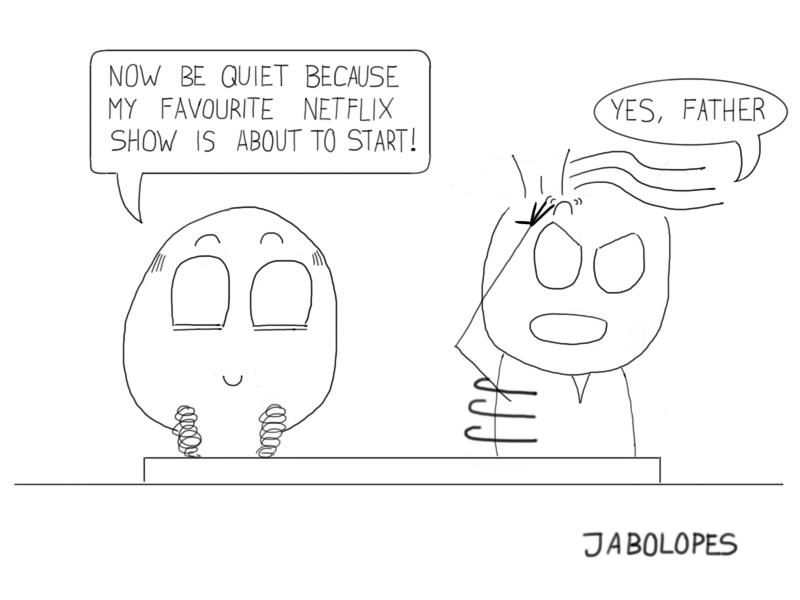 NOW BE QUIET BECAUSE
MY FAVOURITE NETFLIX
SHOW IS ABOUT TO START!
YES, FATHER
JABOLOPES